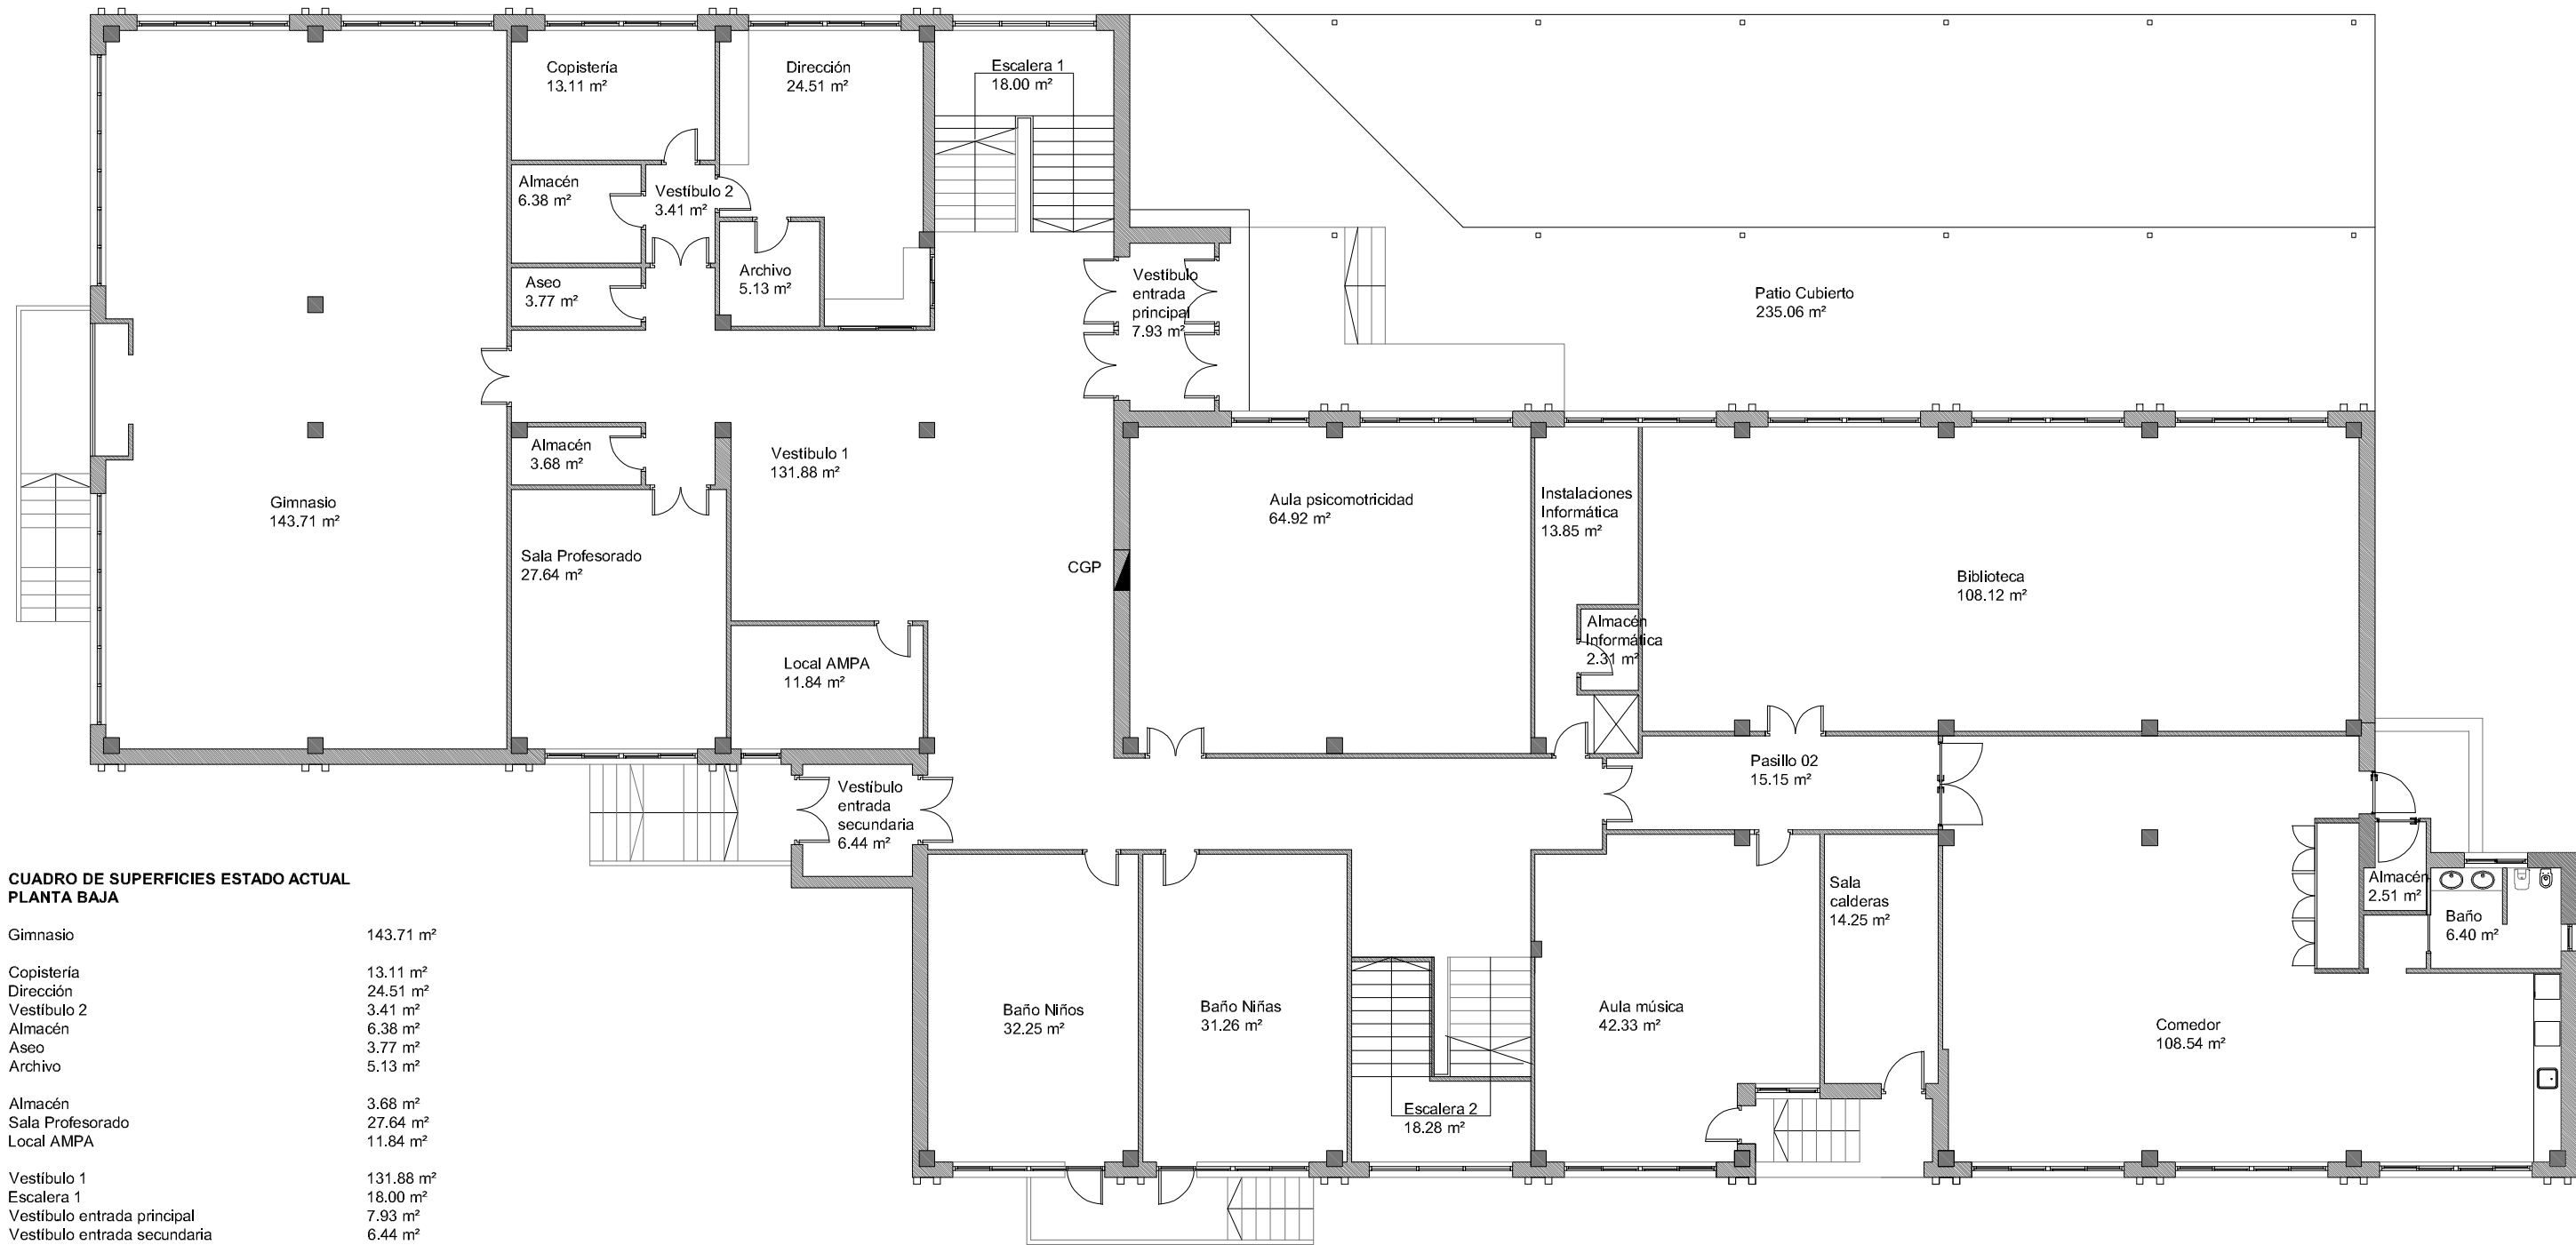 Copistería
13.11 m²
Dirección
24.51 m²
Escalera 1
18.00 m²
Almacén
6.38 m²
Vestíbulo 2
3.41 m²
Archivo
5.13 m²
Aseo
3.77 m²
Vestíbulo
entrada
principal
7.93 m²
Patio Cubierto
235.06 m²
Almacén
3.68 m²
Vestíbulo 1
131.88 m²
Gimnasio
143.71 m²
Aula psicomotricidad
64.92 m²
Instalaciones
Informática
13.85 m²
Sala Profesorado
27.64 m²
CGP
Biblioteca
108.12 m²
Almacén
Informática
2.31 m²
Local AMPA
11.84 m²
Pasillo 02
15.15 m²
Vestíbulo
entrada
secundaria
6.44 m²
Sala
calderas
14.25 m²
Almacén
2.51 m²
Baño
6.40 m²
Baño Niños
32.25 m²
Baño Niñas
31.26 m²
Aula música
42.33 m²
Comedor
108.54 m²
Escalera 2
18.28 m²
CUADRO DE SUPERFICIES ESTADO ACTUAL
PLANTA BAJA
Gimnasio 143.71 m²
Copistería 13.11 m²
Dirección 24.51 m²
Vestíbulo 2 3.41 m²
Almacén 6.38 m²
Aseo 3.77 m²
Archivo 5.13 m²
Almacén 3.68 m²
Sala Profesorado 27.64 m²
Local AMPA 11.84 m²
Vestíbulo 1 131.88 m²
Escalera 1 18.00 m²
Vestíbulo entrada principal 7.93 m²
Vestíbulo entrada secundaria 6.44 m²